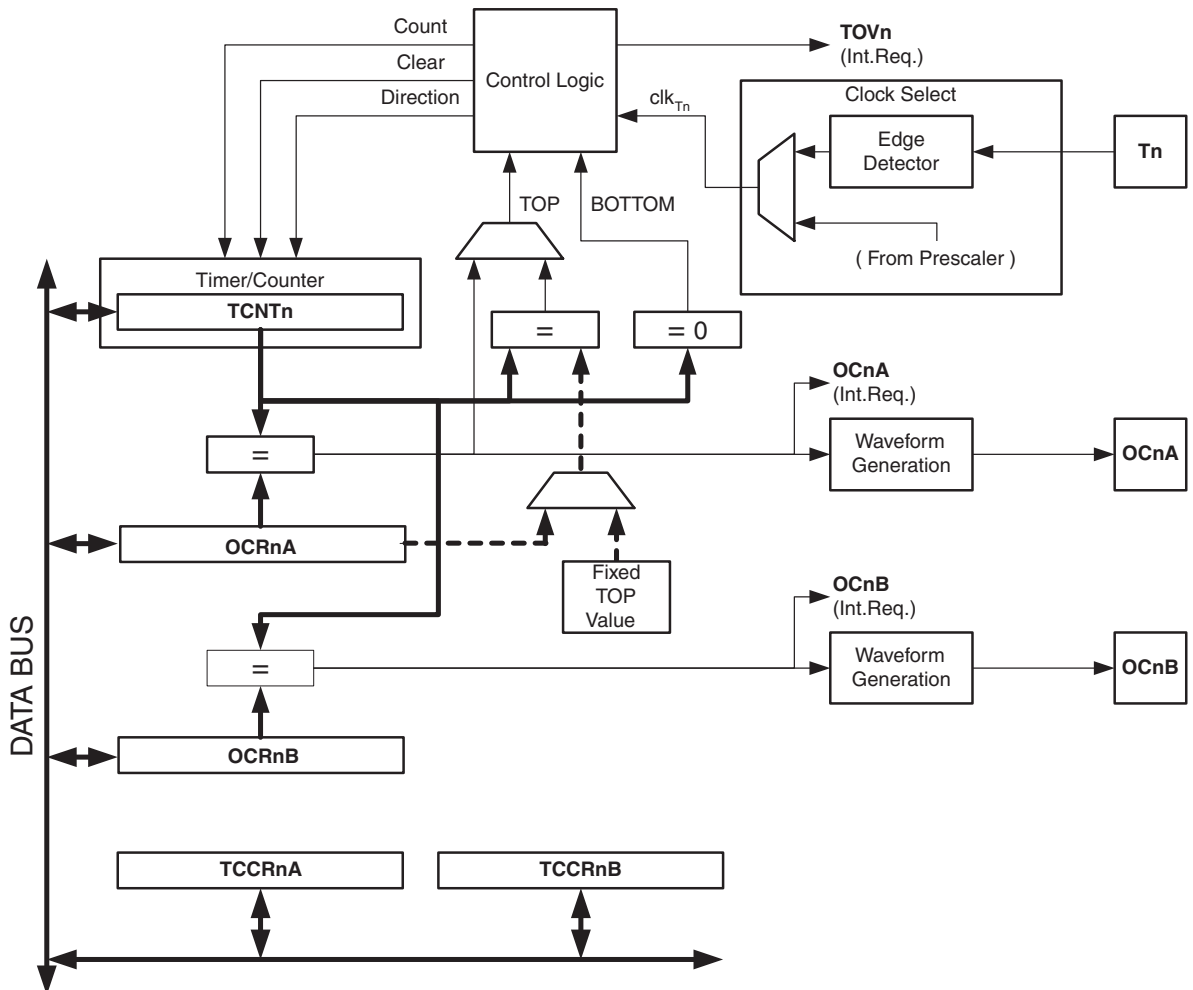 Count
Clear
Direction
Control Logic
TOVn
(Int.Req.)
clkTn
Clock Select
Edge
Detector
Tn
( From Prescaler )
TOP
BOTTOM
Timer/Counter
TCNTn
=
= 0
OCnA
(Int.Req.)
=
Waveform
Generation
OCnA
OCRnA
Fixed
TOP
Value
OCnB
(Int.Req.)
=
Waveform
Generation
OCnB
OCRnB
DATA BUS
TCCRnA
TCCRnB